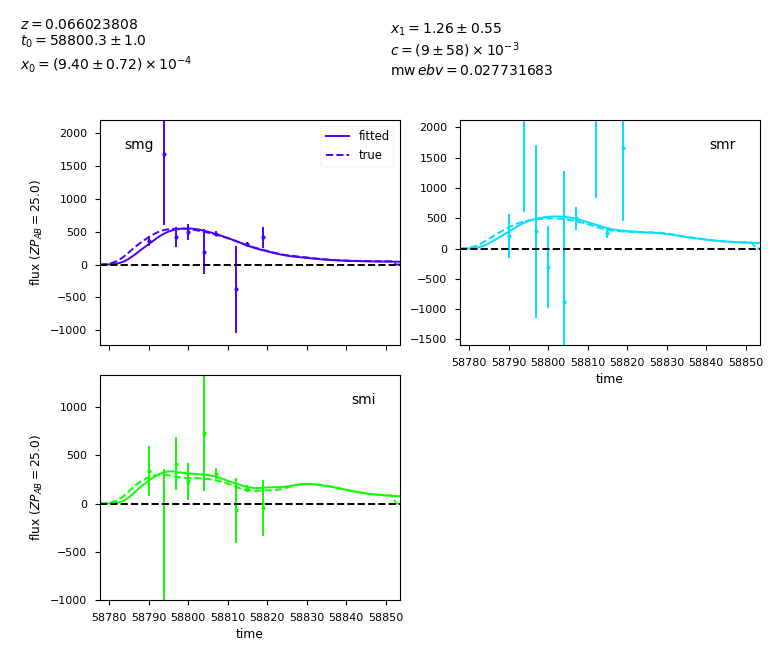 z = 0.066023808
t₀ = 58800.3 ± 1.0
x₀ = (9.40 ± 0.72) × 10⁻⁴
x₁ = 1.26 ± 0.55
c = (9 ± 58) × 10⁻³
mw ebv = 0.027731683
smg
fitted
true
2000
1500
1000
500
0
−500
−1000
flux (ZP_AB = 25.0)
smr
2000
1500
1000
500
0
−500
−1000
−1500
58780 58790 58800 58810 58820 58830 58840 58850
time
smi
1000
500
0
−500
−1000
flux (ZP_AB = 25.0)
58780 58790 58800 58810 58820 58830 58840 58850
time